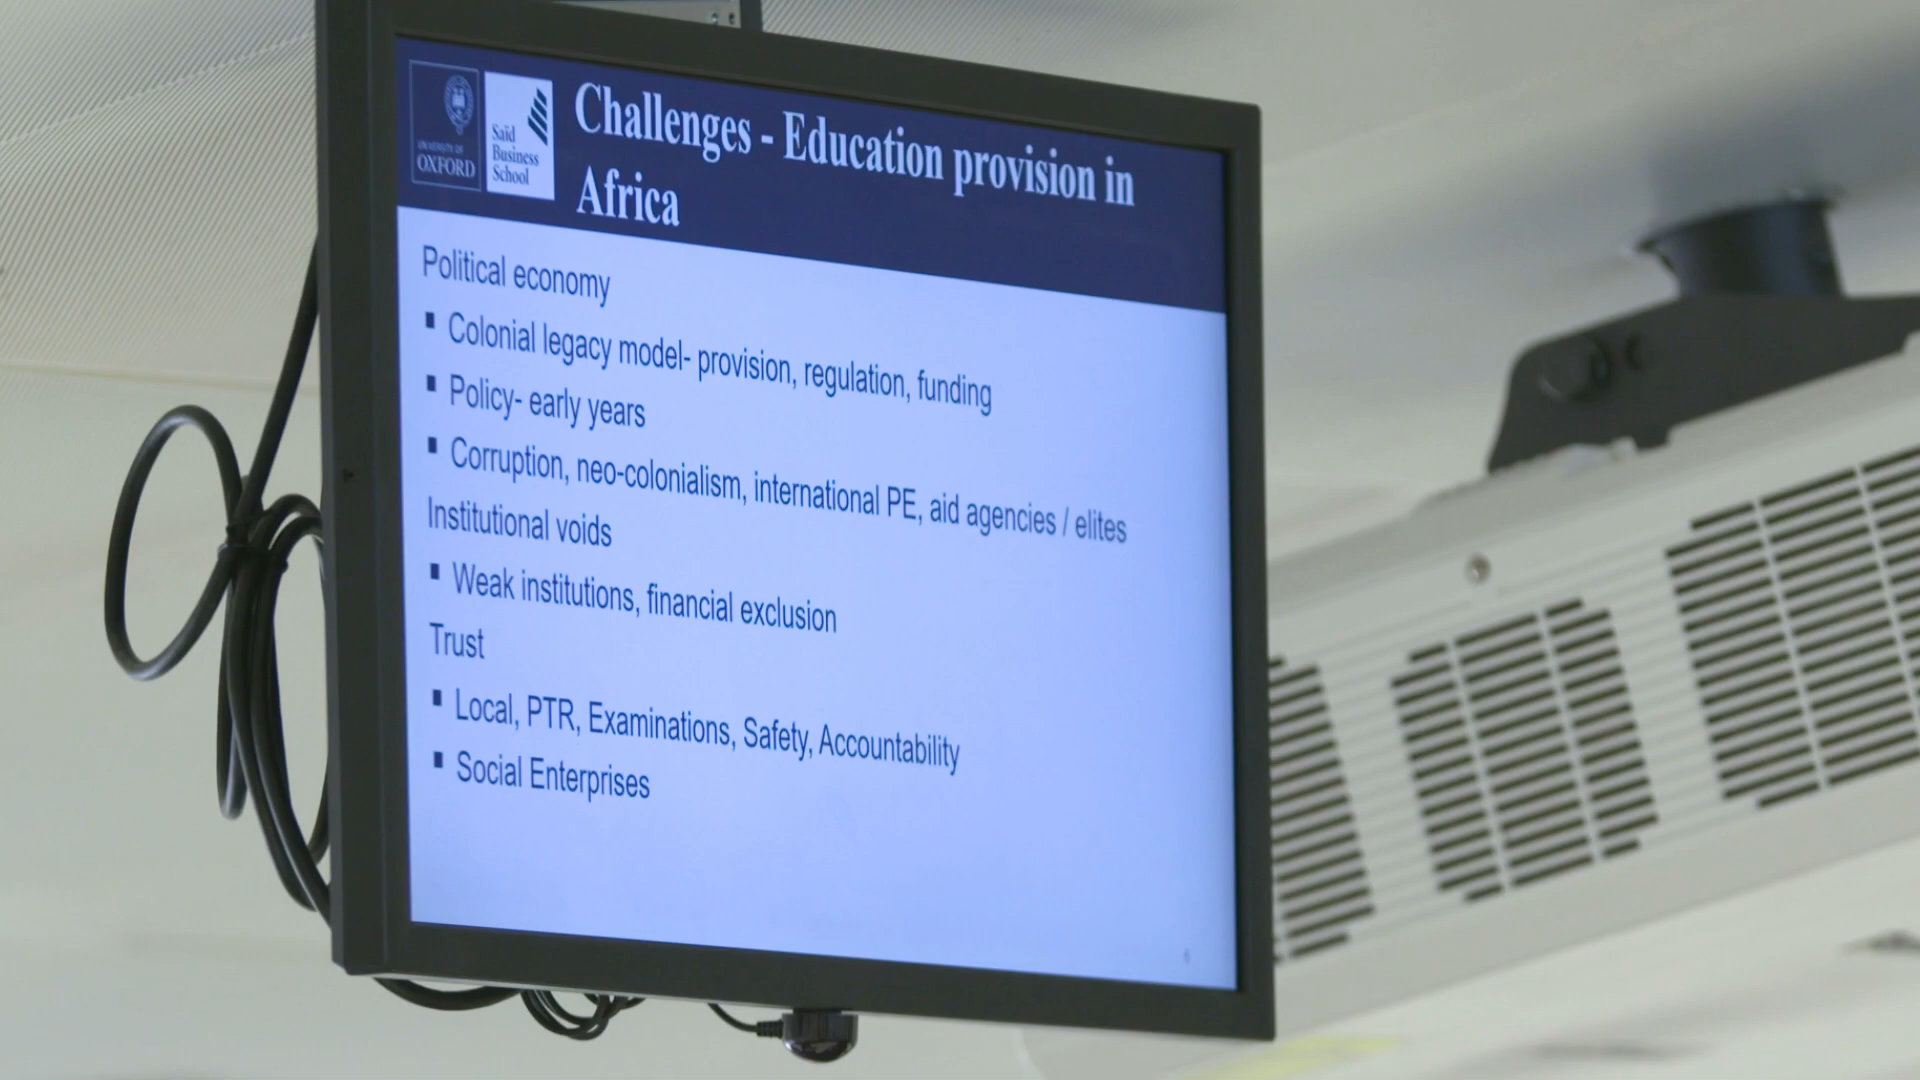 UNIVERSITY OF
OXFORD
Saïd
Business
School
Challenges - Education provision in
Africa
Political economy
▪ Colonial legacy model- provision, regulation, funding
▪ Policy- early years
▪ Corruption, neo-colonialism, international PE, aid agencies / elites
Institutional voids
▪ Weak institutions, financial exclusion
Trust
▪ Local, PTR, Examinations, Safety, Accountability
▪ Social Enterprises
6